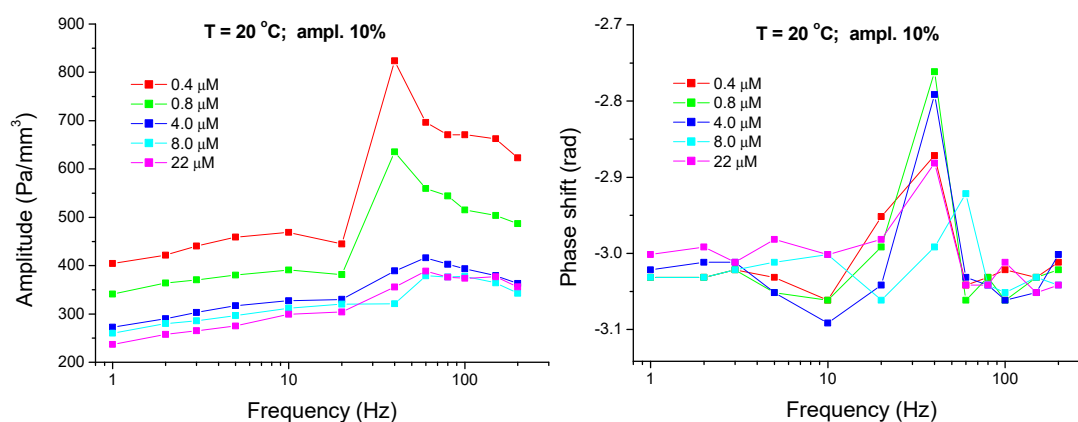 T = 20 °C; ampl. 10%
0.4 μM
0.8 μM
4.0 μM
8.0 μM
22 μM
Amplitude (Pa/mm³)
900
800
700
600
500
400
300
200
1
10
100
Frequency (Hz)
T = 20 °C; ampl. 10%
0.4 μM
0.8 μM
4.0 μM
8.0 μM
22 μM
Phase shift (rad)
-2.7
-2.8
-2.9
-3.0
-3.1
1
10
100
Frequency (Hz)